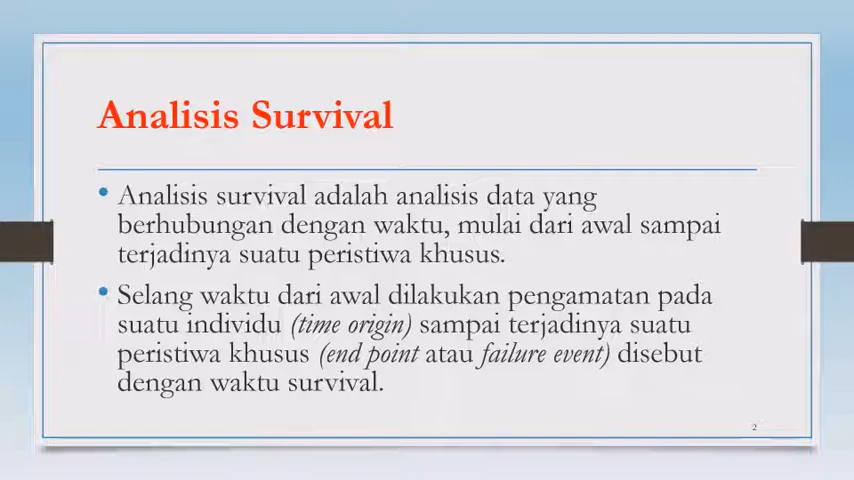 Analisis Survival
• Analisis survival adalah analisis data yang
berhubungan dengan waktu, mulai dari awal sampai
terjadinya suatu peristiwa khusus.
• Selang waktu dari awal dilakukan pengamatan pada
suatu individu (time origin) sampai terjadinya suatu
peristiwa khusus (end point atau failure event) disebut
dengan waktu survival.
2